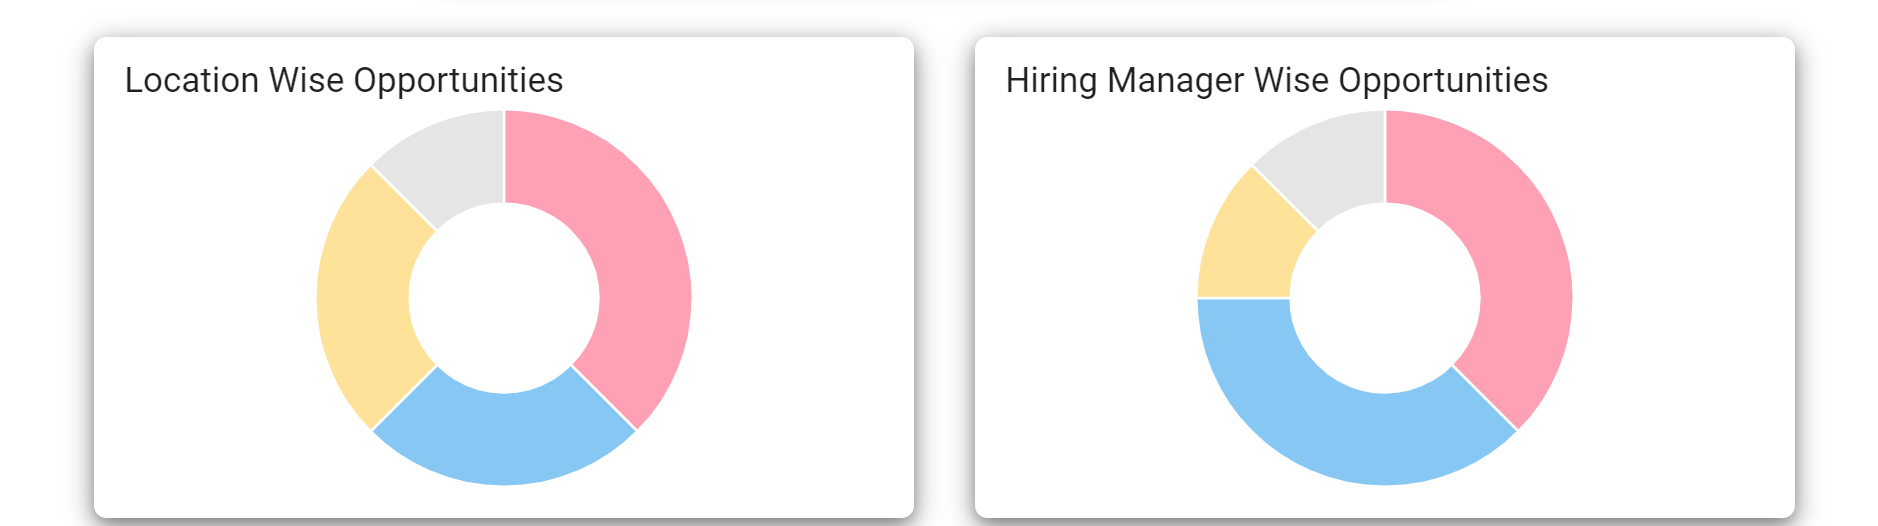 Location Wise Opportunities
Hiring Manager Wise Opportunities